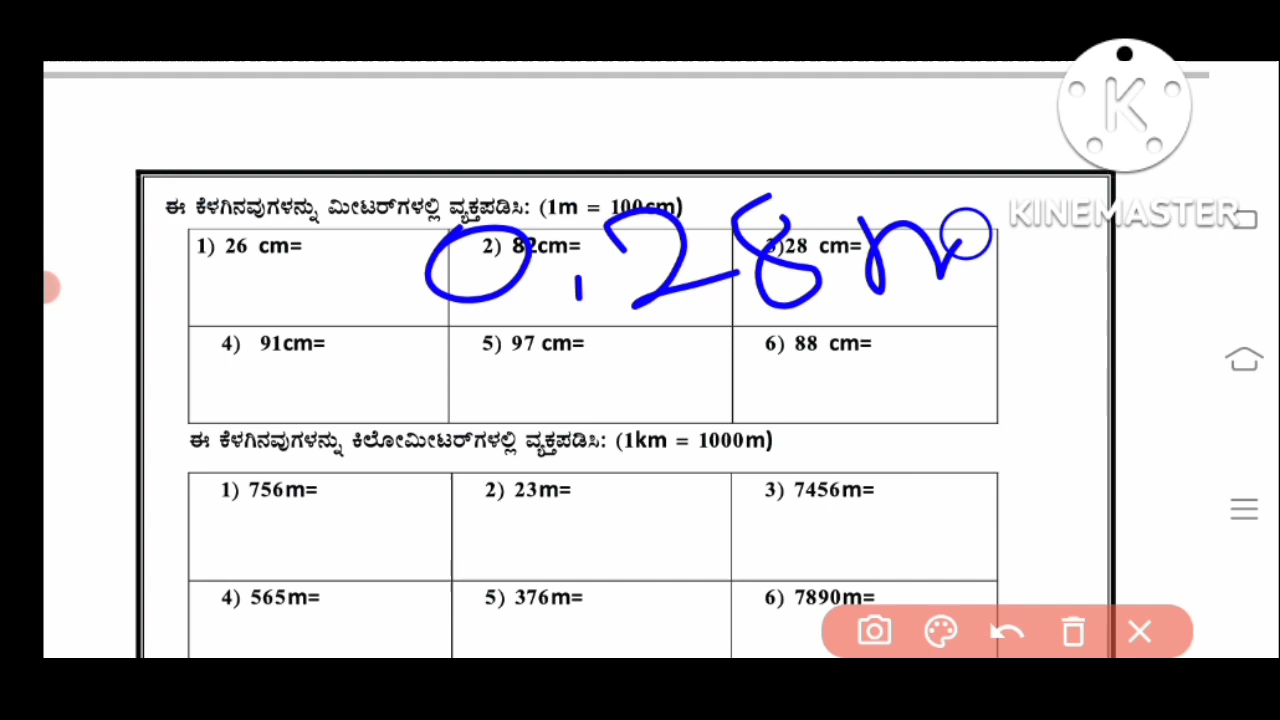 K
KINEMASTER
ಈ ಕೆಳಗಿನವುಗಳನ್ನು ಮೀಟರ್‌ಗಳಲ್ಲಿ ವ್ಯಕ್ತಪಡಿಸಿ: (1m = 100cm)
1) 26 cm= 2) 82cm= 3)28 cm=
0.28m
4) 91cm= 5) 97 cm= 6) 88 cm=
ಈ ಕೆಳಗಿನವುಗಳನ್ನು ಕಿಲೋಮೀಟರ್‌ಗಳಲ್ಲಿ ವ್ಯಕ್ತಪಡಿಸಿ: (1km = 1000m)
1) 756m= 2) 23m= 3) 7456m=
4) 565m= 5) 376m= 6) 7890m=